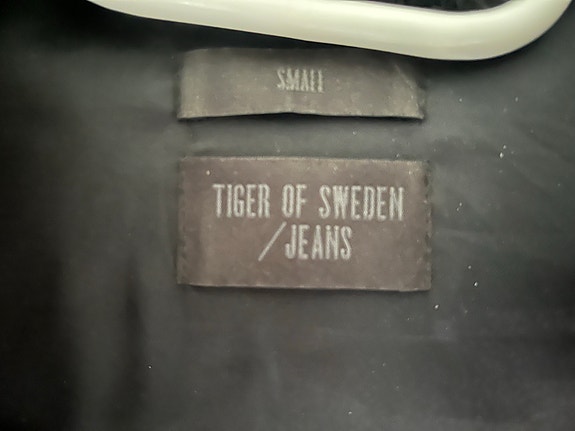 SMALL
TIGER OF SWEDEN
/JEANS